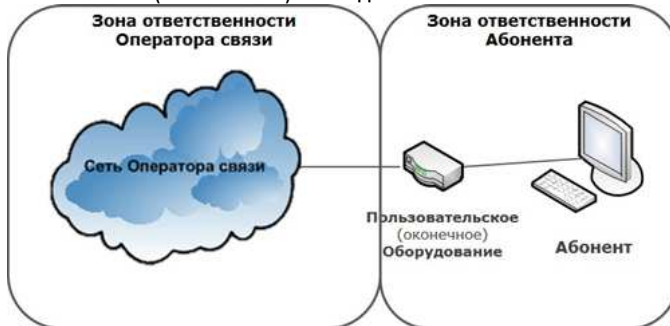 Зона ответственности
Оператора связи
Зона ответственности
Абонента
Сеть Оператора связи
Пользовательское
(оконечное)
Оборудование
Абонент